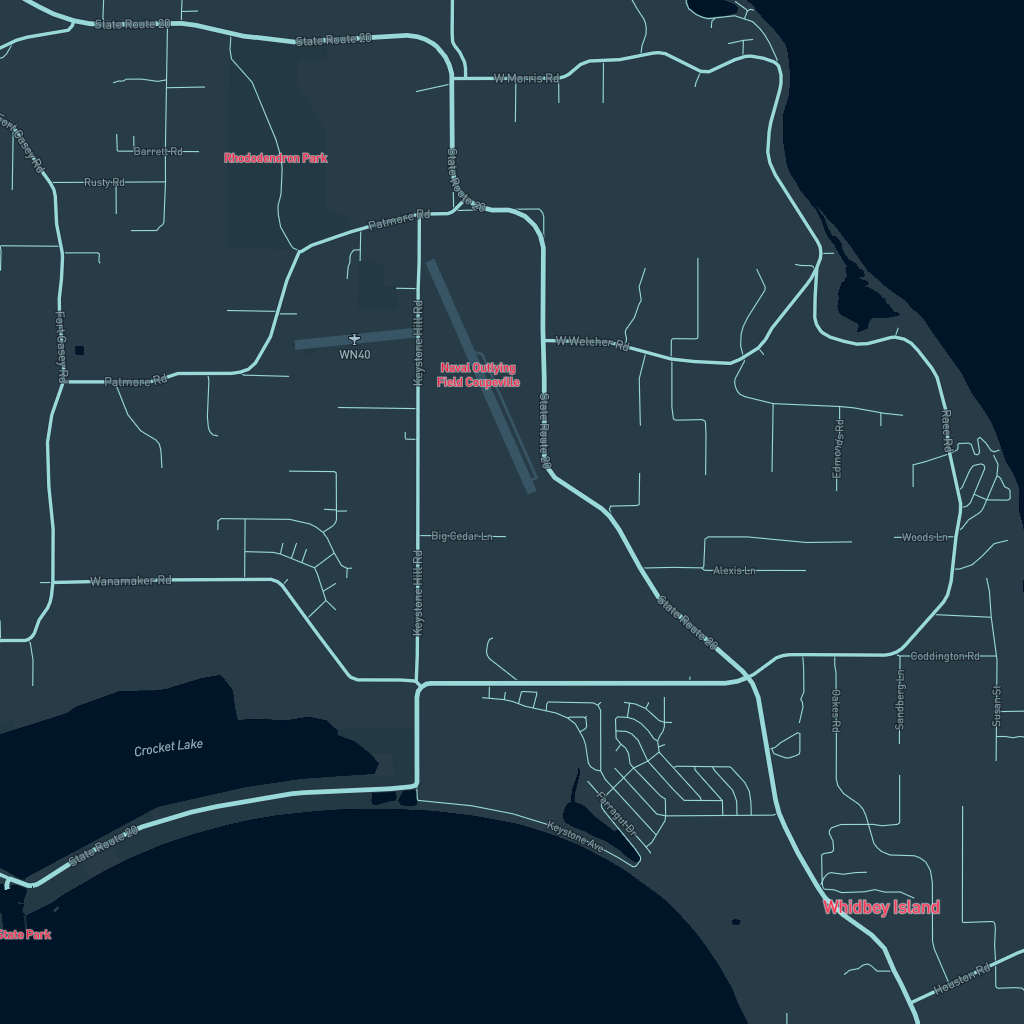 State Route 20
State Route 20
W Morris Rd
Fort Casey Rd
Barrett Rd
Rhododendron Park
Rusty Rd
State Route 20
Patmore Rd
Fort Casey Rd
Keystone Hill Rd
WN40
W Welcher Rd
Naval Outlying
Field Coupeville
Patmore Rd
State Route 20
Edmonds Rd
Race Rd
Big Cedar Ln
Woods Ln
Keystone Hill Rd
Wanamaker Rd
Alexis Ln
State Route 20
Coddington Rd
Oakes Rd
Sandberg Ln
Susan St
Crocket Lake
Farragut Dr
Keystone Ave
State Route 20
Whidbey Island
State Park
Houston Rd